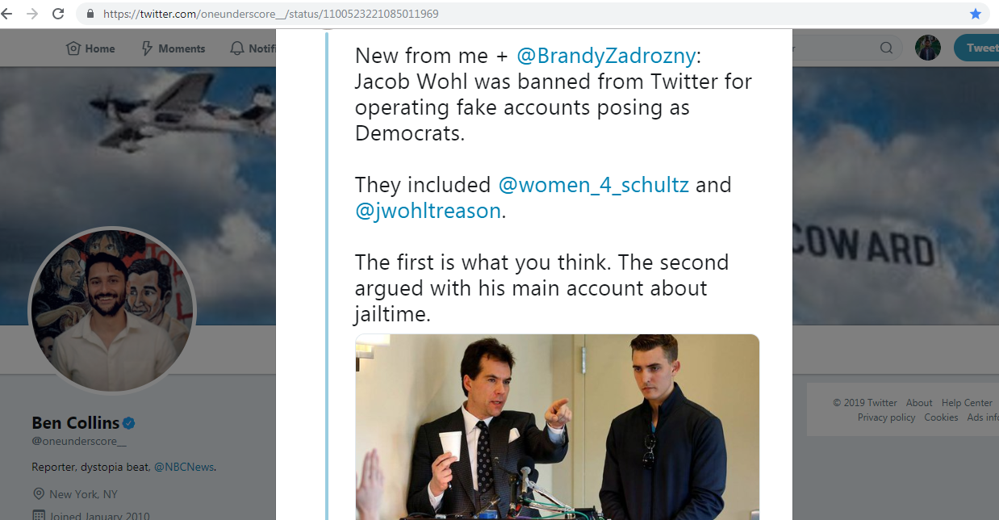 https://twitter.com/oneunderscore__/status/1100523221085011969
Home Moments Notifi
Tweet
New from me + @BrandyZadrozny:
Jacob Wohl was banned from Twitter for
operating fake accounts posing as
Democrats.
They included @women_4_schultz and
@jwohltreason.
The first is what you think. The second
argued with his main account about
jailtime.
COWARD
Ben Collins
@oneunderscore__
Reporter, dystopia beat, @NBCNews.
New York, NY
Joined January 2010
© 2019 Twitter About Help Center
Privacy policy Cookies Ads info